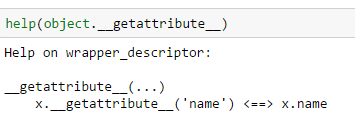 help(object.__getattribute__)
Help on wrapper_descriptor:
__getattribute__(...)
x.__getattribute__('name') <==> x.name